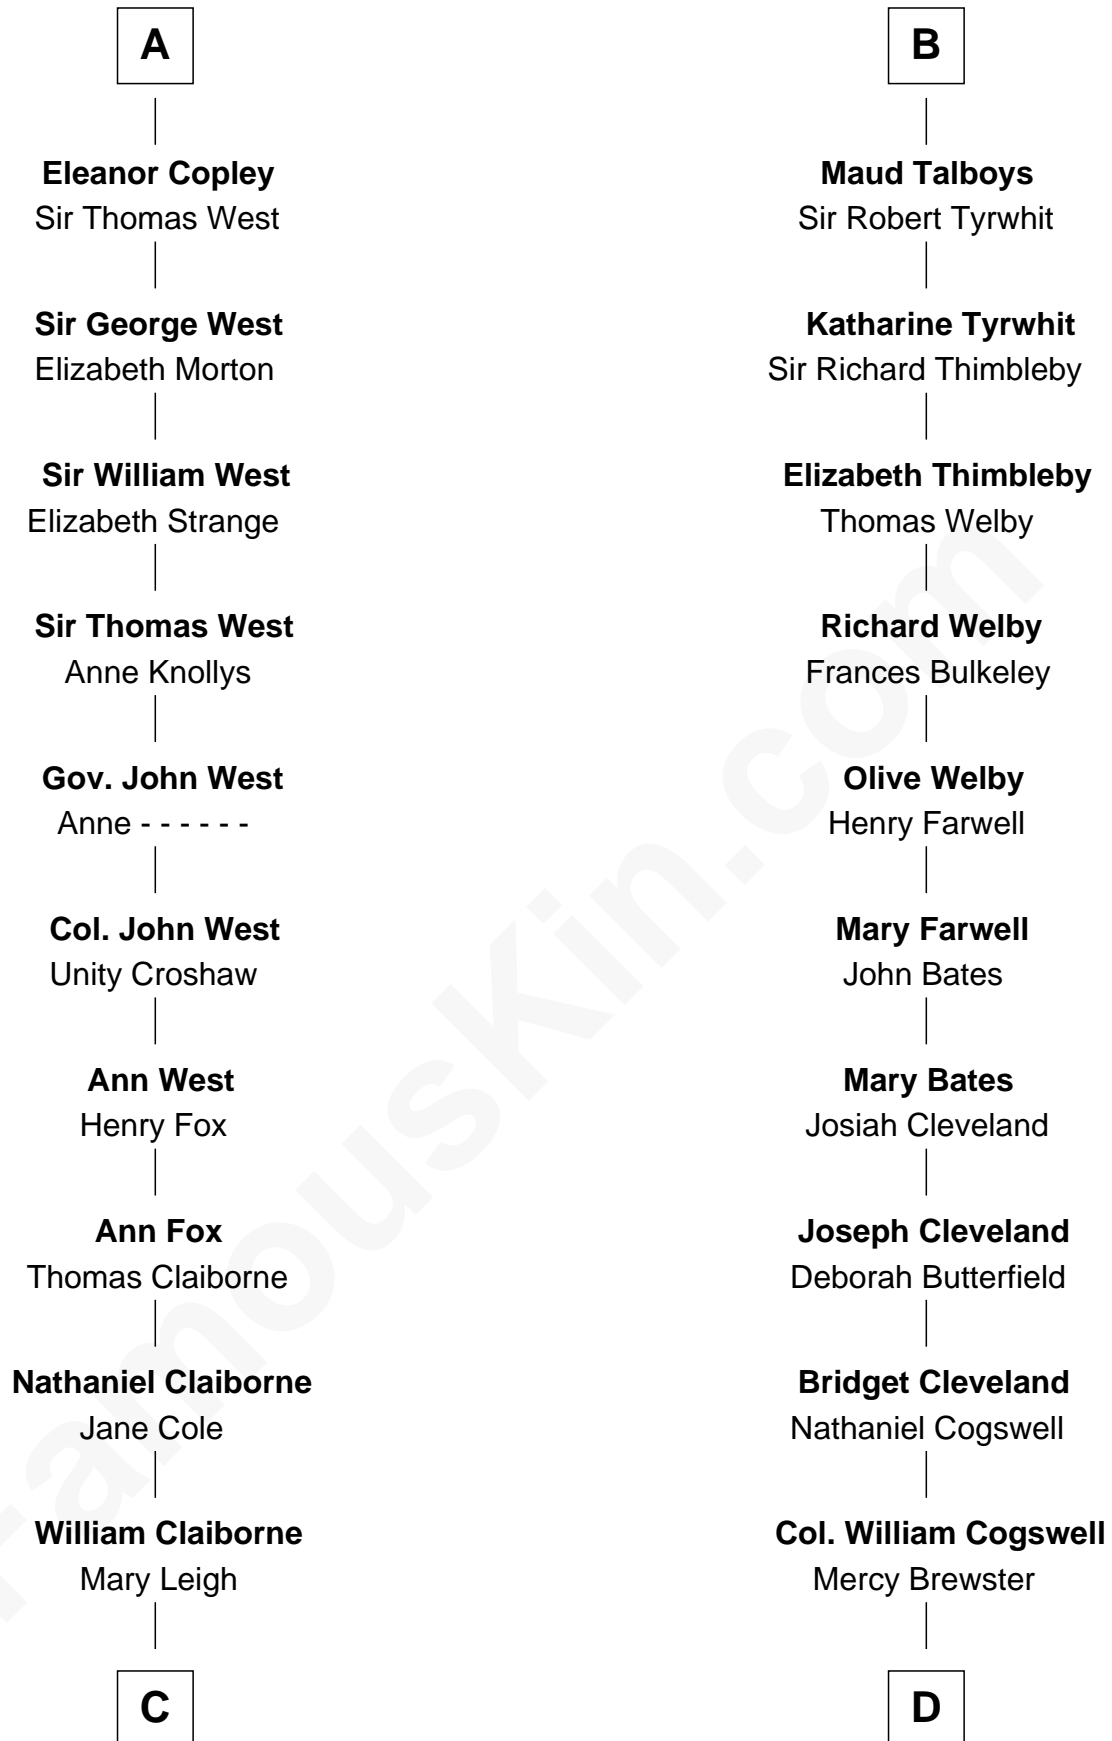 A
Eleanor Copley
Sir Thomas West
Sir George West
Elizabeth Morton
Sir William West
Elizabeth Strange
Sir Thomas West
Anne Knollys
Gov. John West
Anne - - - - - -
Col. John West
Unity Croshaw
Ann West
Henry Fox
Ann Fox
Thomas Claiborne
Nathaniel Claiborne
Jane Cole
William Claiborne
Mary Leigh
C
B
Maud Talboys
Sir Robert Tyrwhit
Katharine Tyrwhit
Sir Richard Thimbleby
Elizabeth Thimbleby
Thomas Welby
Richard Welby
Frances Bulkeley
Olive Welby
Henry Farwell
Mary Farwell
John Bates
Mary Bates
Josiah Cleveland
Joseph Cleveland
Deborah Butterfield
Bridget Cleveland
Nathaniel Cogswell
Col. William Cogswell
Mercy Brewster
D
FamousKin.com